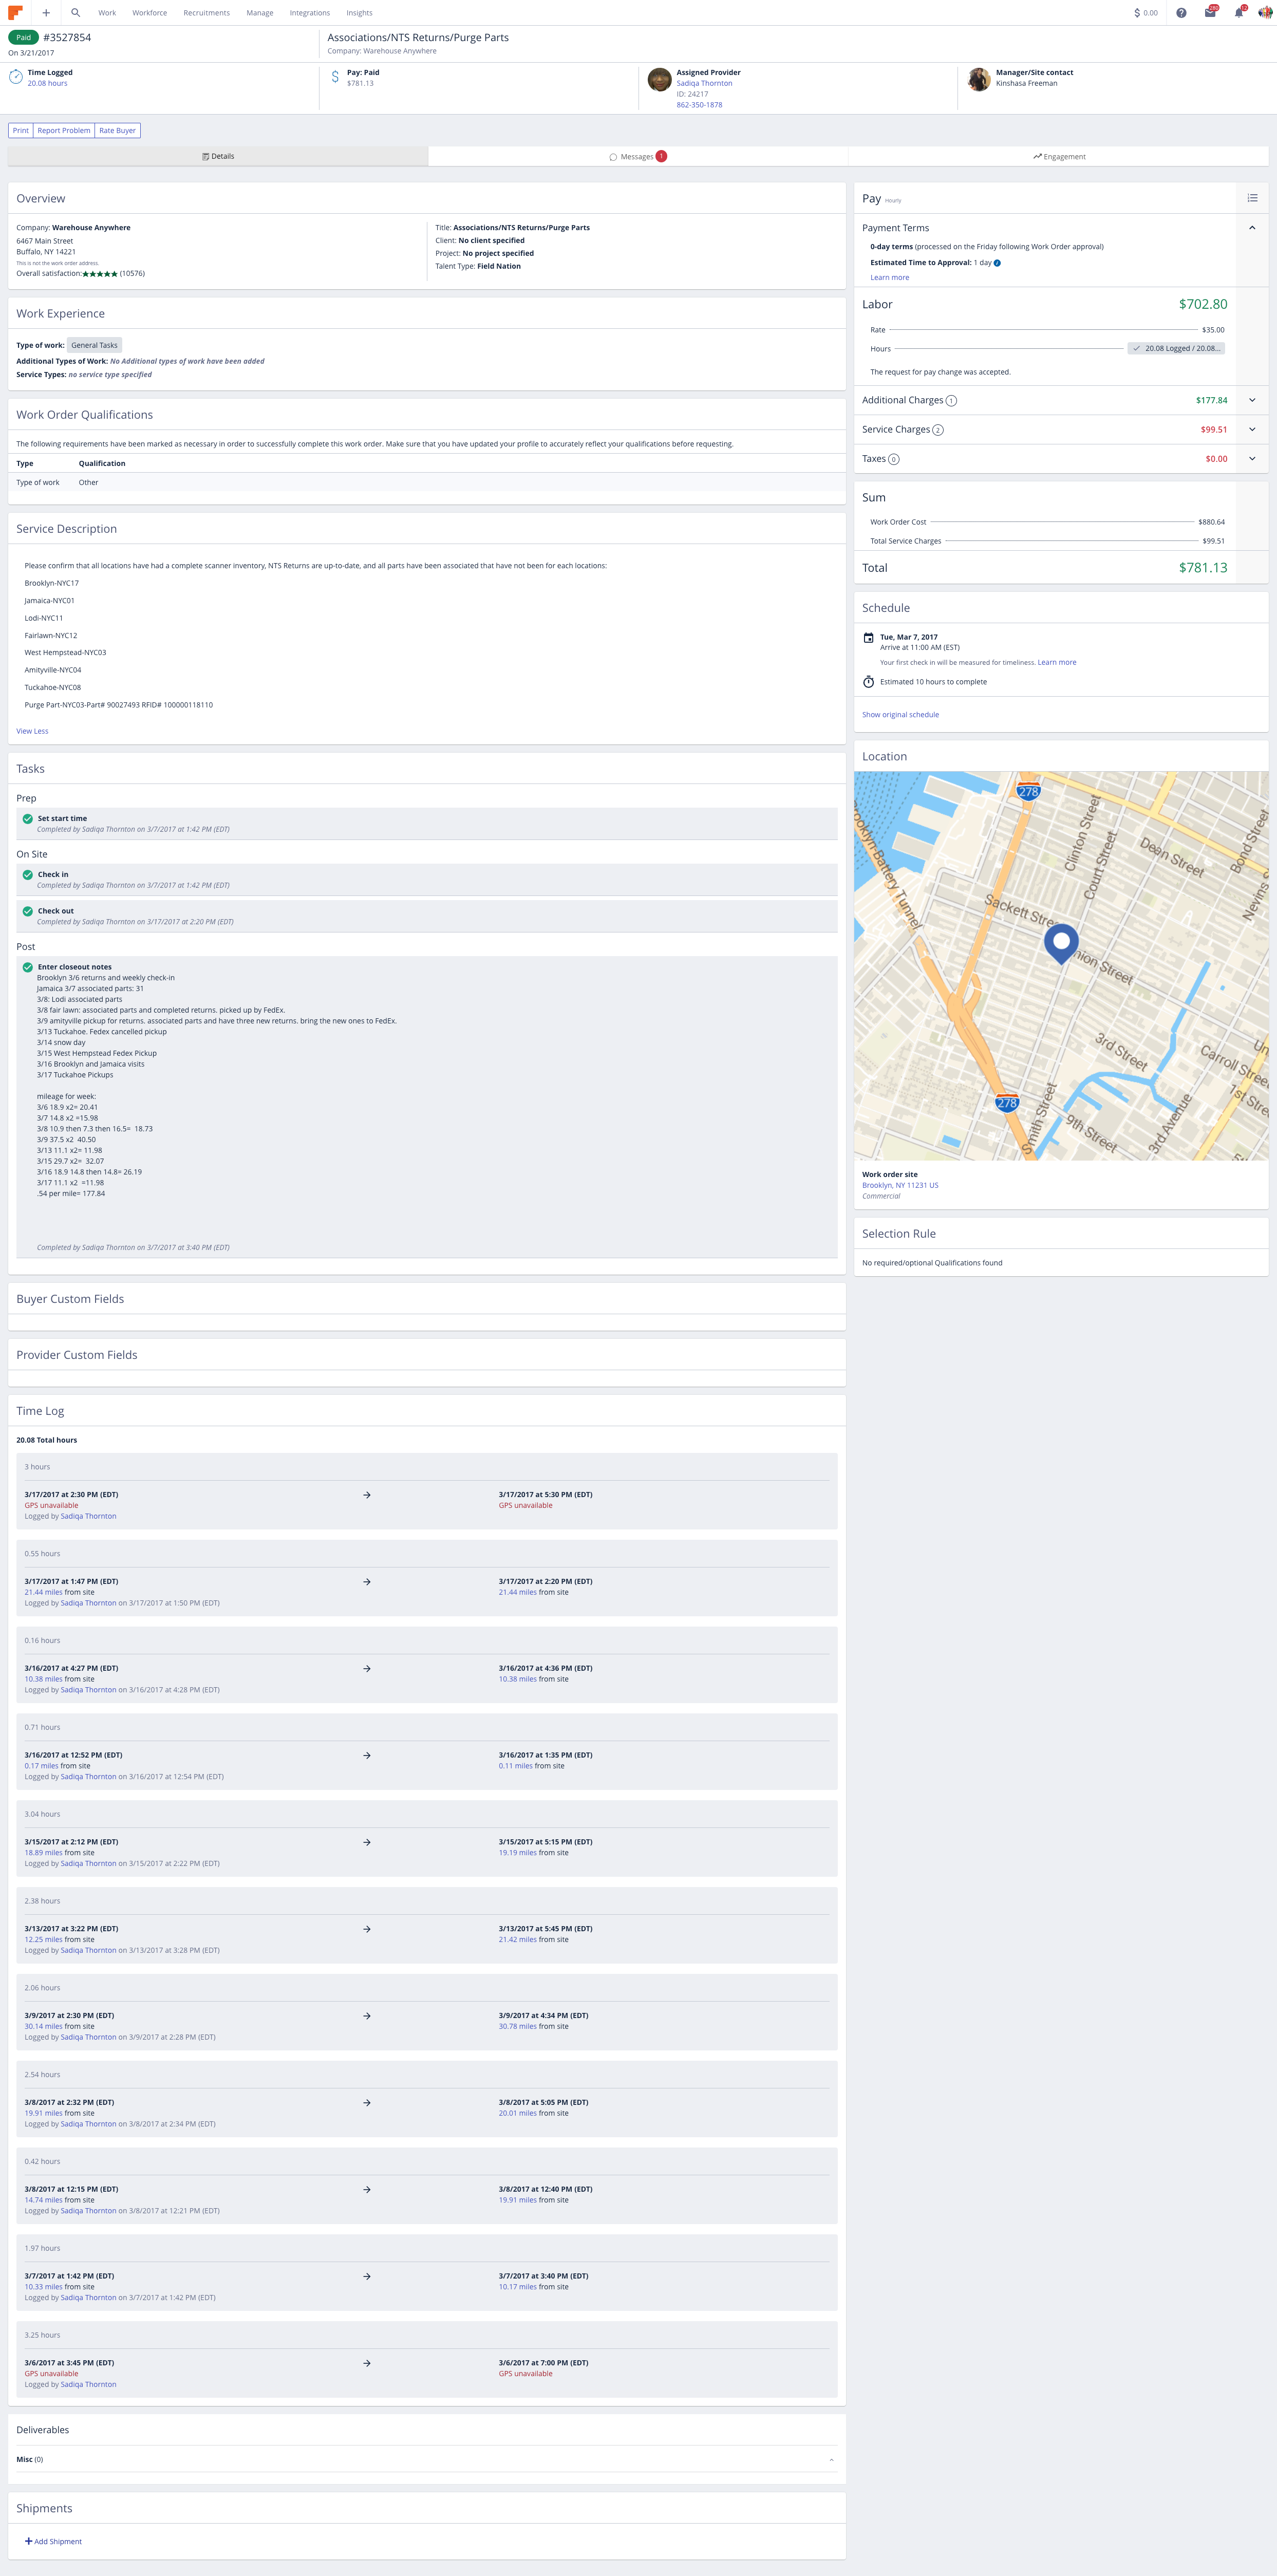 Work Workforce Recruitments Manage Integrations Insights $ 0.00
Paid #3527854
On 3/21/2017
Associations/NTS Returns/Purge Parts
Company: Warehouse Anywhere
Time Logged
20.08 hours
Pay: Paid
$781.13
Assigned Provider
Sadiqa Thornton
ID: 24217
862-350-1878
Manager/Site contact
Kinshasa Freeman
Print Report Problem Rate Buyer
Details Messages 1 Engagement
Overview
Company: Warehouse Anywhere
6467 Main Street
Buffalo, NY 14221
This is not the work order address.
Overall satisfaction:★★★★★ (10576)
Title: Associations/NTS Returns/Purge Parts
Client: No client specified
Project: No project specified
Talent Type: Field Nation
Work Experience
Type of work: General Tasks
Additional Types of Work: No Additional types of work have been added
Service Types: no service type specified
Work Order Qualifications
The following requirements have been marked as necessary in order to successfully complete this work order. Make sure that you have updated your profile to accurately reflect your qualifications before requesting.
Type Qualification
Type of work Other
Service Description
Please confirm that all locations have had a complete scanner inventory, NTS Returns are up-to-date, and all parts have been associated that have not been for each locations:
Brooklyn-NYC17
Jamaica-NYC01
Lodi-NYC11
Fairlawn-NYC12
West Hempstead-NYC03
Amityville-NYC04
Tuckahoe-NYC08
Purge Part-NYC03-Part# 90027493 RFID# 100000118110
View Less
Tasks
Prep
Set start time
Completed by Sadiqa Thornton on 3/7/2017 at 1:42 PM (EDT)
On Site
Check in
Completed by Sadiqa Thornton on 3/7/2017 at 1:42 PM (EDT)
Check out
Completed by Sadiqa Thornton on 3/17/2017 at 2:20 PM (EDT)
Post
Enter closeout notes
Brooklyn 3/6 returns and weekly check-in
Jamaica 3/7 associated parts: 31
3/8: Lodi associated parts
3/8 fair lawn: associated parts and completed returns. picked up by FedEx.
3/9 amityville pickup for returns. associated parts and have three new returns. bring the new ones to FedEx.
3/13 Tuckahoe. Fedex cancelled pickup
3/14 snow day
3/15 West Hempstead Fedex Pickup
3/16 Brooklyn and Jamaica visits
3/17 Tuckahoe Pickups
mileage for week:
3/6 18.9 x2= 20.41
3/7 14.8 x2 =15.98
3/8 10.9 then 7.3 then 16.5= 18.73
3/9 37.5 x2 40.50
3/13 11.1 x2= 11.98
3/15 29.7 x2= 32.07
3/16 18.9 14.8 then 14.8= 26.19
3/17 11.1 x2 =11.98
.54 per mile= 177.84
Completed by Sadiqa Thornton on 3/7/2017 at 3:40 PM (EDT)
Buyer Custom Fields
Provider Custom Fields
Time Log
20.08 Total hours
3 hours
3/17/2017 at 2:30 PM (EDT) 3/17/2017 at 5:30 PM (EDT)
GPS unavailable GPS unavailable
Logged by Sadiqa Thornton
0.55 hours
3/17/2017 at 1:47 PM (EDT) 3/17/2017 at 2:20 PM (EDT)
21.44 miles from site 21.44 miles from site
Logged by Sadiqa Thornton on 3/17/2017 at 1:50 PM (EDT)
0.16 hours
3/16/2017 at 4:27 PM (EDT) 3/16/2017 at 4:36 PM (EDT)
10.38 miles from site 10.38 miles from site
Logged by Sadiqa Thornton on 3/16/2017 at 4:28 PM (EDT)
0.71 hours
3/16/2017 at 12:52 PM (EDT) 3/16/2017 at 1:35 PM (EDT)
0.17 miles from site 0.11 miles from site
Logged by Sadiqa Thornton on 3/16/2017 at 12:54 PM (EDT)
3.04 hours
3/15/2017 at 2:12 PM (EDT) 3/15/2017 at 5:15 PM (EDT)
18.89 miles from site 19.19 miles from site
Logged by Sadiqa Thornton on 3/15/2017 at 2:22 PM (EDT)
2.38 hours
3/13/2017 at 3:22 PM (EDT) 3/13/2017 at 5:45 PM (EDT)
12.25 miles from site 21.42 miles from site
Logged by Sadiqa Thornton on 3/13/2017 at 3:28 PM (EDT)
2.06 hours
3/9/2017 at 2:30 PM (EDT) 3/9/2017 at 4:34 PM (EDT)
30.14 miles from site 30.78 miles from site
Logged by Sadiqa Thornton on 3/9/2017 at 2:28 PM (EDT)
2.54 hours
3/8/2017 at 2:32 PM (EDT) 3/8/2017 at 5:05 PM (EDT)
19.91 miles from site 20.01 miles from site
Logged by Sadiqa Thornton on 3/8/2017 at 2:34 PM (EDT)
0.42 hours
3/8/2017 at 12:15 PM (EDT) 3/8/2017 at 12:40 PM (EDT)
14.74 miles from site 19.91 miles from site
Logged by Sadiqa Thornton on 3/8/2017 at 12:21 PM (EDT)
1.97 hours
3/7/2017 at 1:42 PM (EDT) 3/7/2017 at 3:40 PM (EDT)
10.33 miles from site 10.17 miles from site
Logged by Sadiqa Thornton on 3/7/2017 at 1:42 PM (EDT)
3.25 hours
3/6/2017 at 3:45 PM (EDT) 3/6/2017 at 7:00 PM (EDT)
GPS unavailable GPS unavailable
Logged by Sadiqa Thornton
Deliverables
Misc (0)
Shipments
Add Shipment
Pay Hourly
Payment Terms
0-day terms (processed on the Friday following Work Order approval)
Estimated Time to Approval: 1 day
Learn more
Labor $702.80
Rate $35.00
Hours 20.08 Logged / 20.08...
The request for pay change was accepted.
Additional Charges 1 $177.84
Service Charges 2 $99.51
Taxes 0 $0.00
Sum
Work Order Cost $880.64
Total Service Charges $99.51
Total $781.13
Schedule
Tue, Mar 7, 2017
Arrive at 11:00 AM (EST)
Your first check in will be measured for timeliness. Learn more
Estimated 10 hours to complete
Show original schedule
Location
278
Clinton Street
Court Street
Dean Street
Bond Street
Nevins S
rooklyn-Battery Tunnel
Sackett Street
nion Street
3rd Street
Carroll Street
Un
1st Stre
278
Smith Street
9th Street
3rd Avenue
Work order site
Brooklyn, NY 11231 US
Commercial
Selection Rule
No required/optional Qualifications found